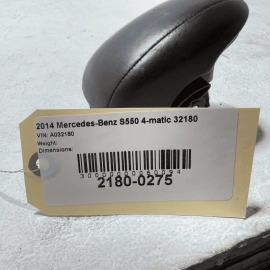 2014 Mercedes-Benz S550 4-matic 32180
VIN: A032180
Weight:
Dimensions:
2180-0275